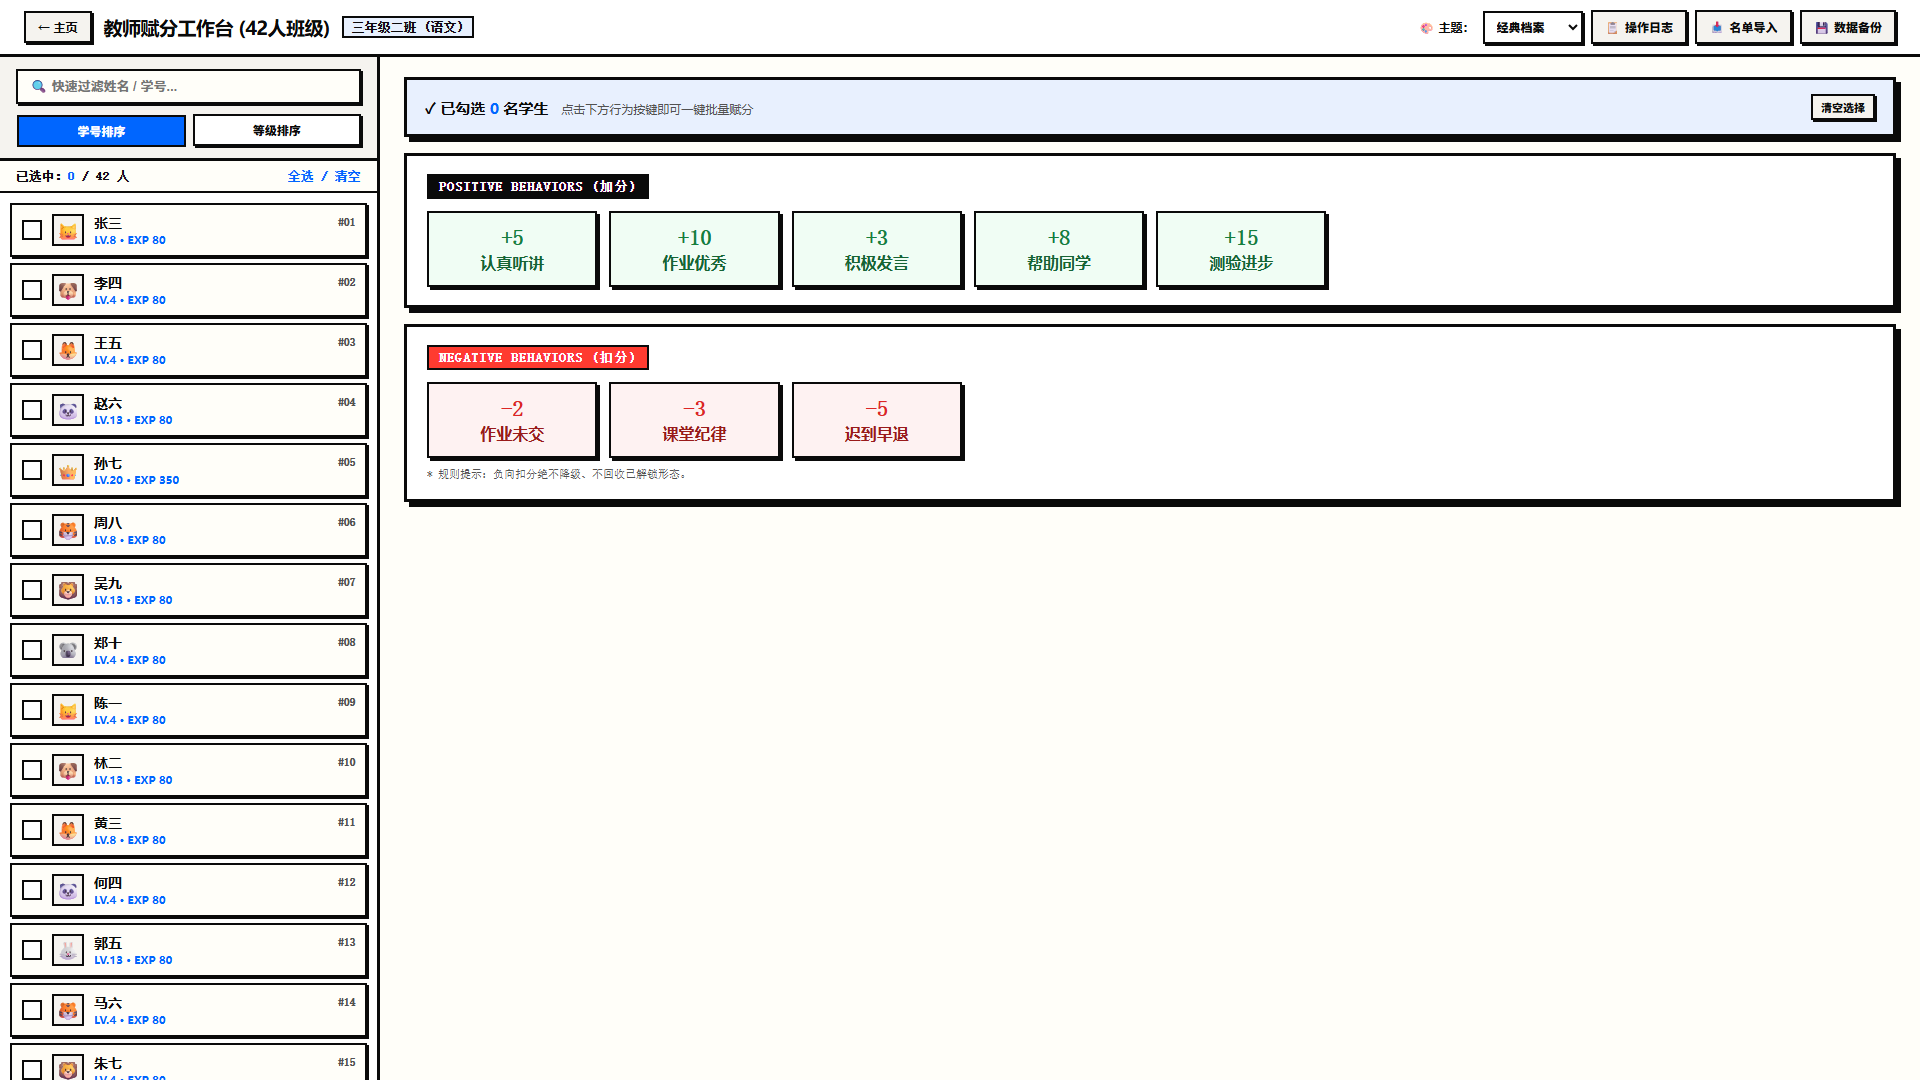 ← 主页
教师赋分工作台 (42人班级)
三年级二班 (语文)
主题:
经典档案
操作日志
名单导入
数据备份
快速过滤姓名 / 学号...
学号排序
等级排序
已选中: 0 / 42 人
全选 / 清空
张三
#01
LV.8 • EXP 80
李四
#02
LV.4 • EXP 80
王五
#03
LV.4 • EXP 80
赵六
#04
LV.13 • EXP 80
孙七
#05
LV.20 • EXP 350
周八
#06
LV.8 • EXP 80
吴九
#07
LV.13 • EXP 80
郑十
#08
LV.4 • EXP 80
陈一
#09
LV.4 • EXP 80
林二
#10
LV.13 • EXP 80
黄三
#11
LV.8 • EXP 80
何四
#12
LV.4 • EXP 80
郭五
#13
LV.13 • EXP 80
马六
#14
LV.4 • EXP 80
朱七
#15
LV.4 • EXP 80
✓ 已勾选 0 名学生
点击下方行为按键即可一键批量赋分
清空选择
POSITIVE BEHAVIORS (加分)
+5
认真听讲
+10
作业优秀
+3
积极发言
+8
帮助同学
+15
测验进步
NEGATIVE BEHAVIORS (扣分)
-2
作业未交
-3
课堂纪律
-5
迟到早退
* 规则提示: 负向扣分绝不降级、不回收已解锁形态。